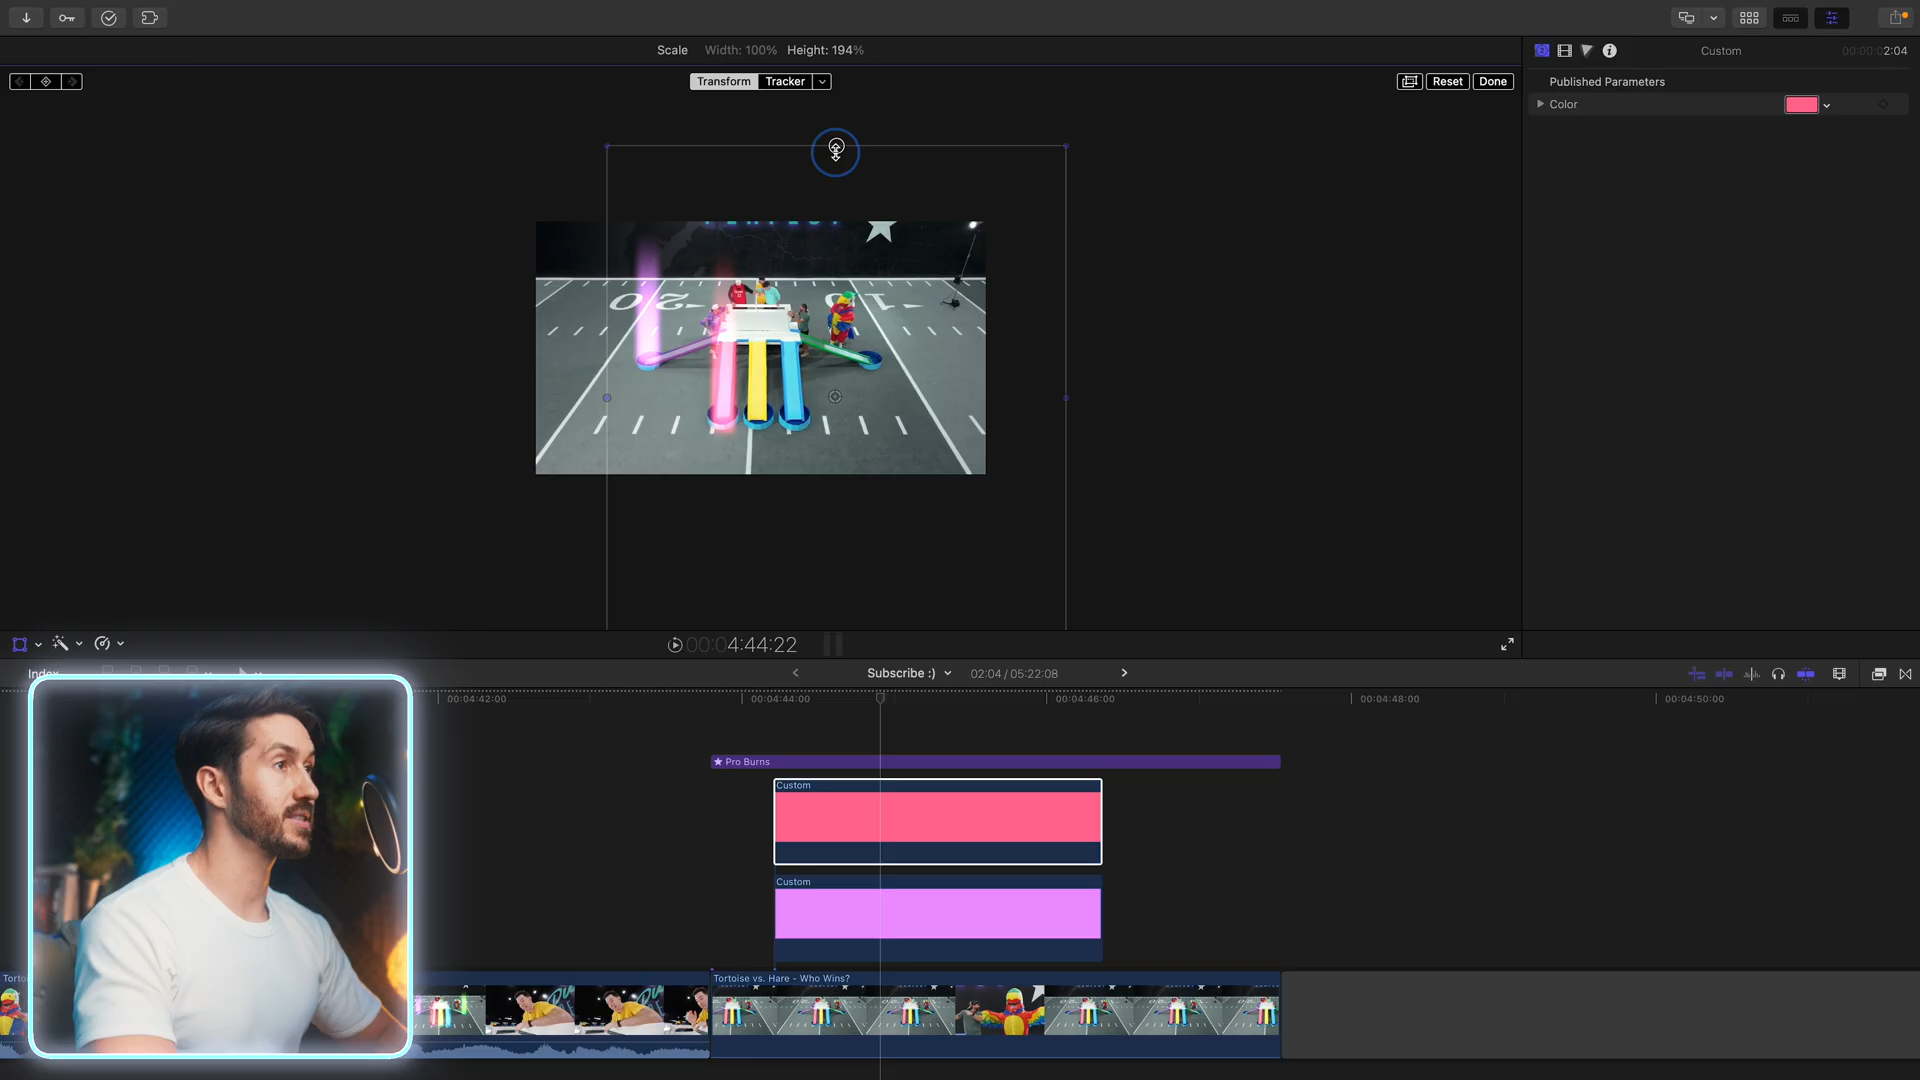 Scale Width: 100% Height: 194%
Custom
00:00:02:04
Transform
Tracker
Reset
Done
Published Parameters
Color
00:00:4:44:22
Index
Subscribe :)
02:04 / 05:22:08
00:04:42:00
00:04:44:00
00:04:46:00
00:04:48:00
00:04:50:00
Pro Burns
Custom
Custom
Tortoise vs. Hare - Who Wins?